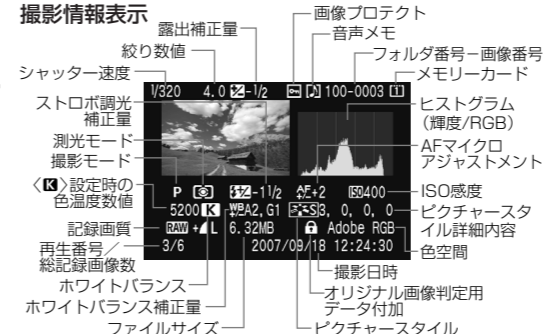 撮影情報表示
画像プロテクト
露出補正量
音声メモ
絞り数値
フォルダ番号－画像番号
シャッター速度
メモリーカード
1/320 4.0 -1/2 100-0003 1
ストロボ調光
補正量
ヒストグラム
（輝度/RGB）
測光モード
AFマイクロ
アジャストメント
撮影モード
P -1 1/2 AF+2 ISO400
ISO感度
〈K〉設定時の
色温度数値
5200 K WB A2, G1 S3, 0, 0, 0
ピクチャースタ
イル詳細内容
記録画質
RAW+L 6.32MB Adobe RGB
色空間
再生番号／
総記録画像数
3/6 2007/09/18 12:24:30
撮影日時
ホワイトバランス
オリジナル画像判定用
データ付加
ホワイトバランス補正量
ファイルサイズ
ピクチャースタイル